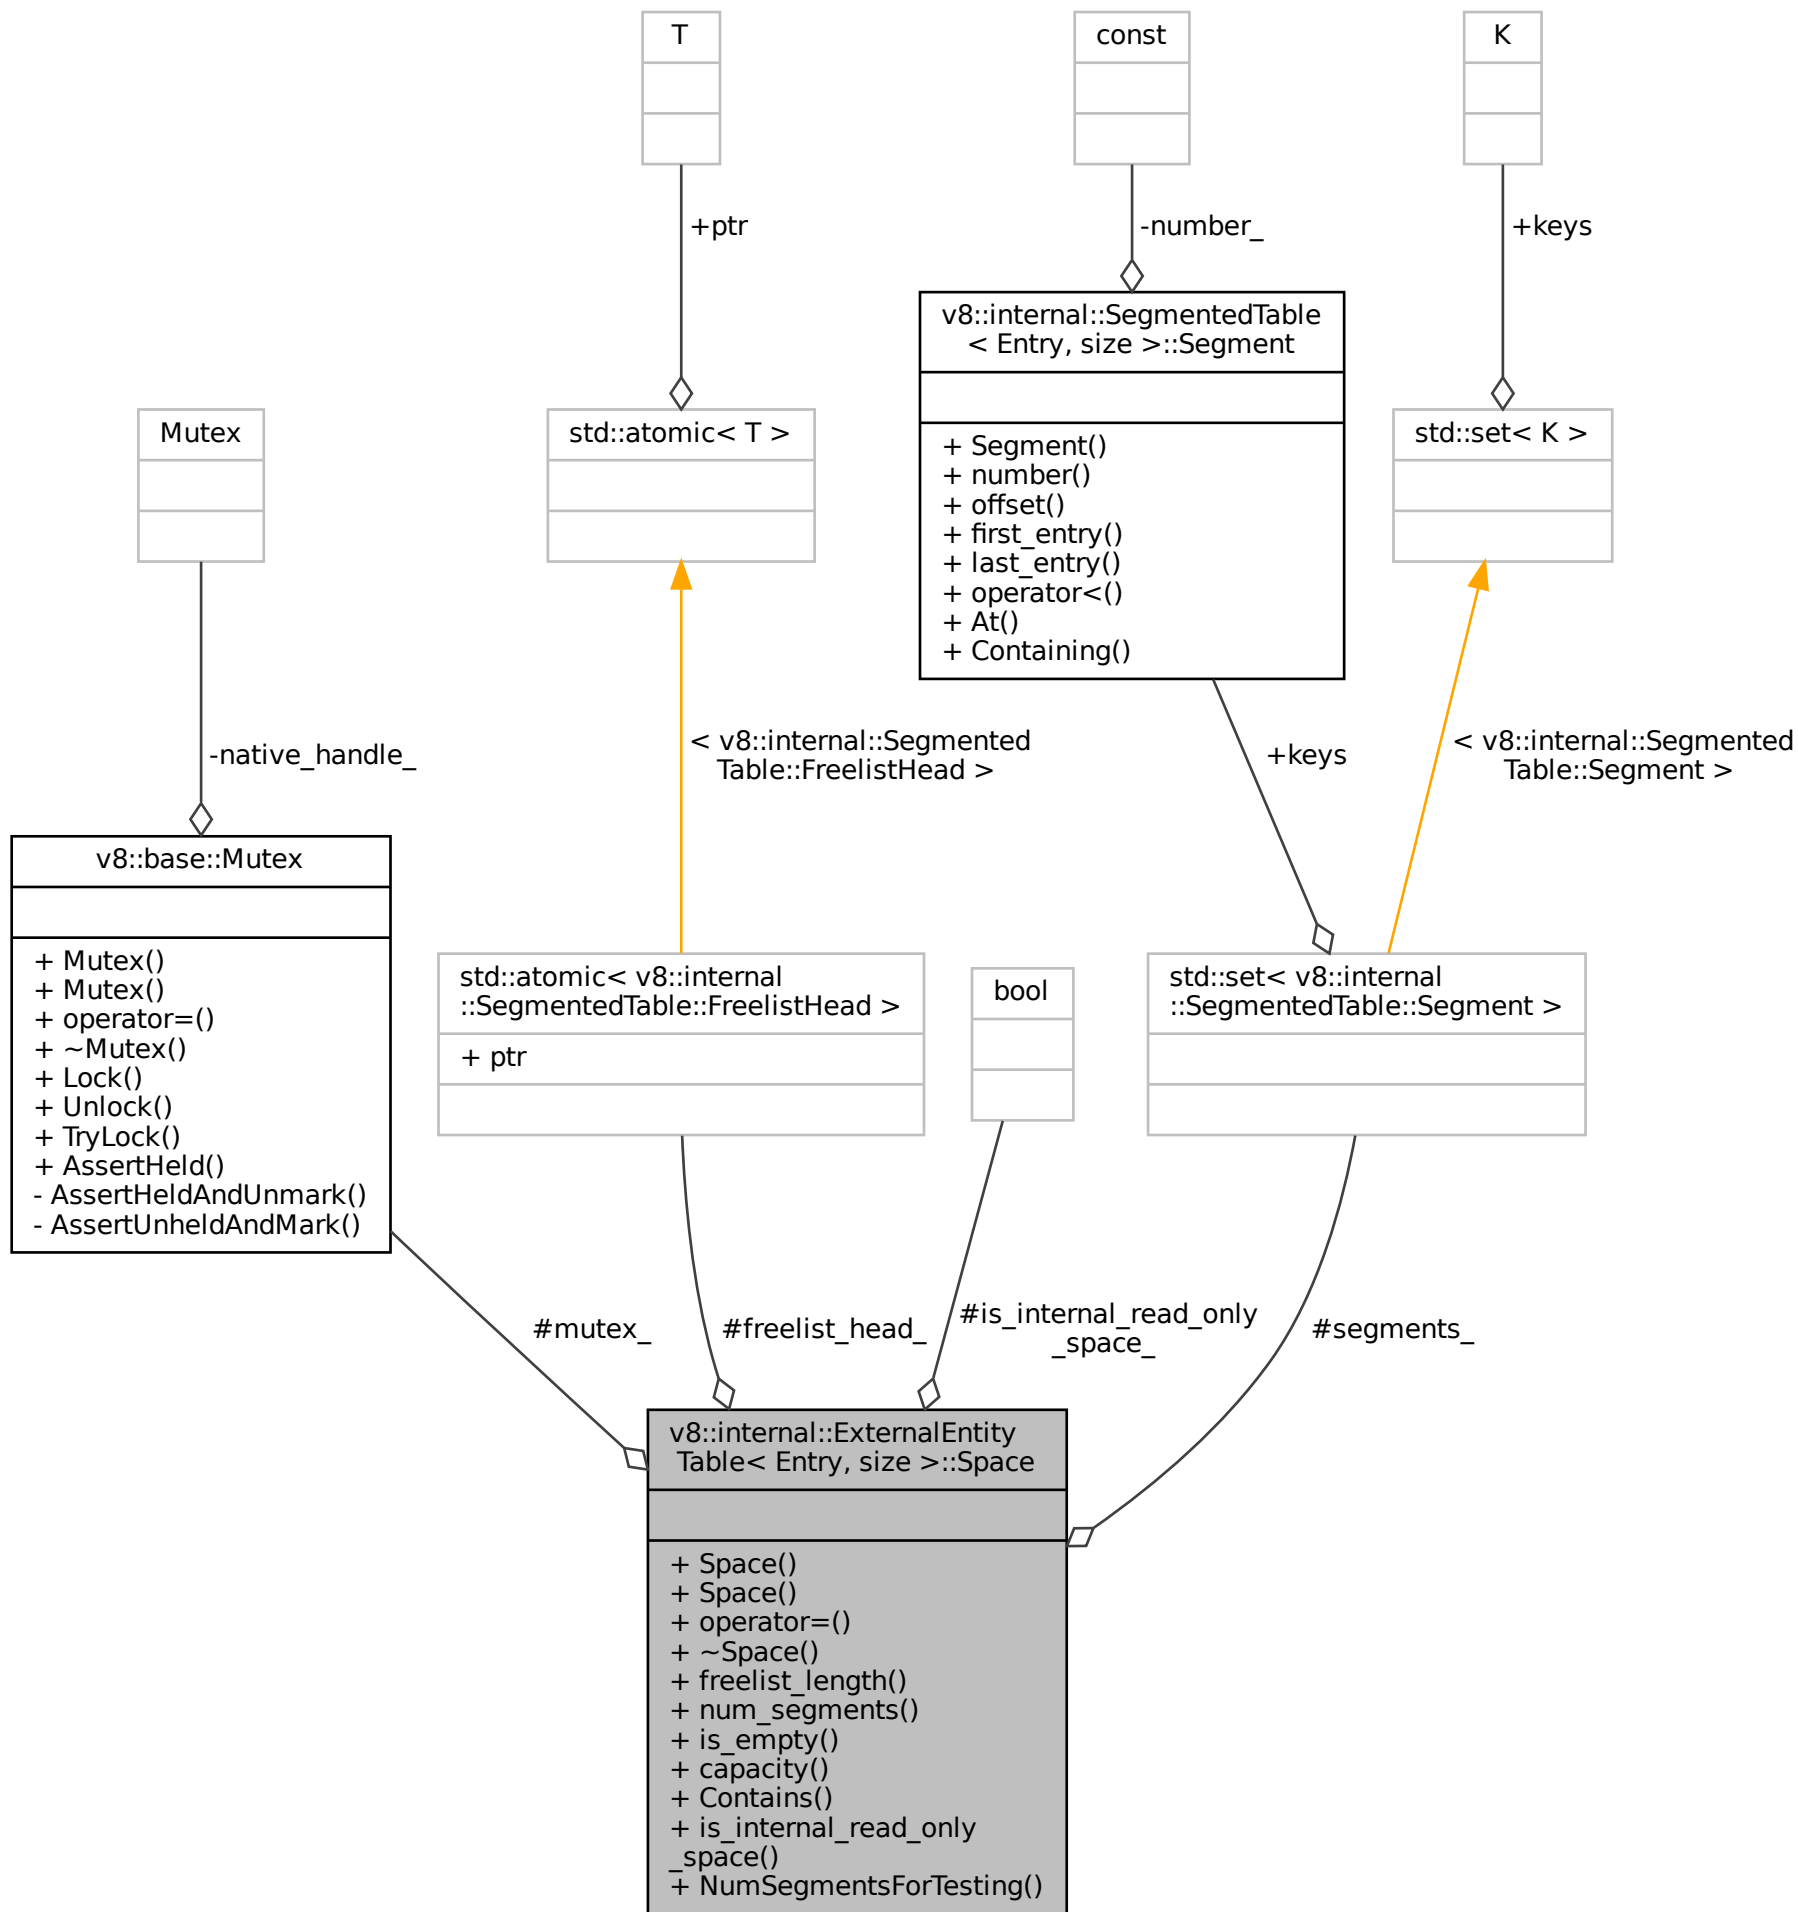 T
const
K
+ptr
-number_
+keys
v8::internal::SegmentedTable
< Entry, size >::Segment
+ Segment()
+ number()
+ offset()
+ first_entry()
+ last_entry()
+ operator<()
+ At()
+ Containing()
Mutex
std::atomic< T >
std::set< K >
-native_handle_
< v8::internal::Segmented
Table::FreelistHead >
+keys
< v8::internal::Segmented
Table::Segment >
v8::base::Mutex
+ Mutex()
+ Mutex()
+ operator=()
+ ~Mutex()
+ Lock()
+ Unlock()
+ TryLock()
+ AssertHeld()
- AssertHeldAndUnmark()
- AssertUnheldAndMark()
std::atomic< v8::internal
::SegmentedTable::FreelistHead >
+ ptr
bool
std::set< v8::internal
::SegmentedTable::Segment >
#mutex_
#freelist_head_
#is_internal_read_only
_space_
#segments_
v8::internal::ExternalEntity
Table< Entry, size >::Space
+ Space()
+ Space()
+ operator=()
+ ~Space()
+ freelist_length()
+ num_segments()
+ is_empty()
+ capacity()
+ Contains()
+ is_internal_read_only
_space()
+ NumSegmentsForTesting()